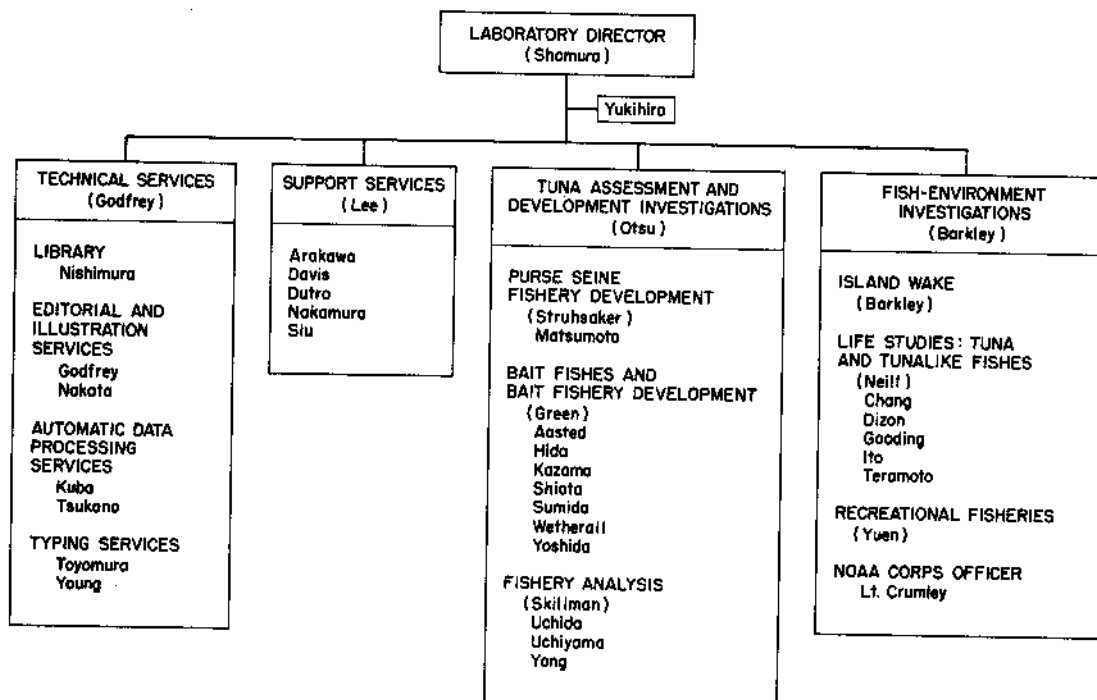 LABORATORY DIRECTOR
(Shomura)
Yukihiro
TECHNICAL SERVICES
(Godfrey)
LIBRARY
Nishimura
EDITORIAL AND
ILLUSTRATION
SERVICES
Godfrey
Nakata
AUTOMATIC DATA
PROCESSING
SERVICES
Kuba
Tsukano
TYPING SERVICES
Toyomura
Young
SUPPORT SERVICES
(Lee)
Arakawa
Davis
Dutro
Nakamura
Siu
TUNA ASSESSMENT AND
DEVELOPMENT INVESTIGATIONS
(Otsu)
PURSE SEINE
FISHERY DEVELOPMENT
(Struhsaker)
Matsumoto
BAIT FISHES AND
BAIT FISHERY DEVELOPMENT
(Green)
Aasted
Hida
Kazama
Shiota
Sumida
Wetherall
Yoshida
FISHERY ANALYSIS
(Skillman)
Uchida
Uchiyama
Yong
FISH-ENVIRONMENT
INVESTIGATIONS
(Barkley)
ISLAND WAKE
(Barkley)
LIFE STUDIES: TUNA
AND TUNALIKE FISHES
(Neill)
Chang
Dizon
Gooding
Ito
Teramoto
RECREATIONAL FISHERIES
(Yuen)
NOAA CORPS OFFICER
Lt. Crumley